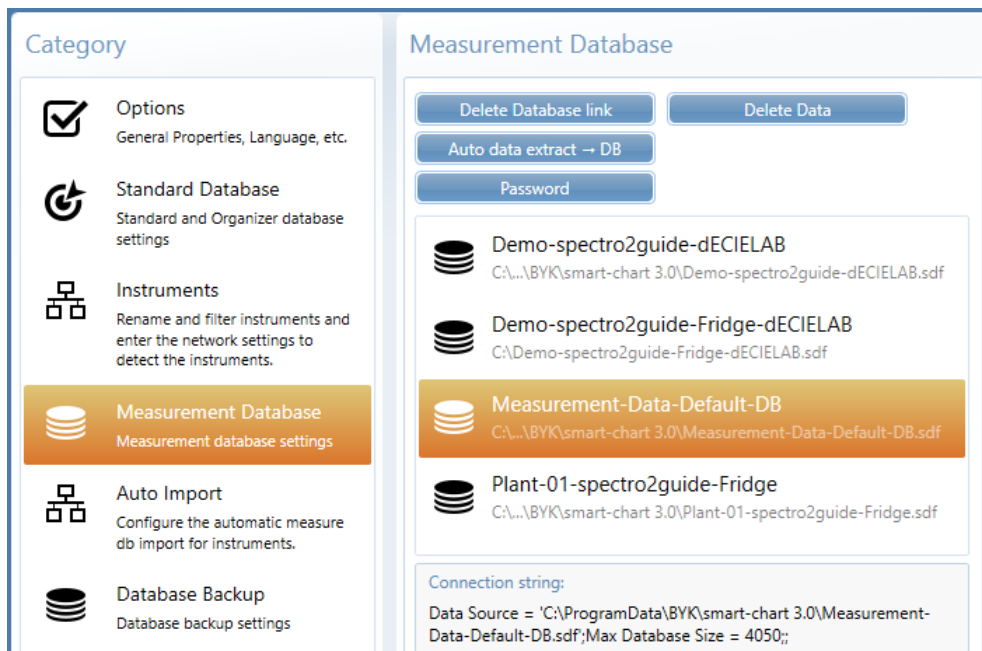 Category
Options
General Properties, Language, etc.
Standard Database
Standard and Organizer database
settings
Instruments
Rename and filter instruments and
enter the network settings to
detect the instruments.
Measurement Database
Measurement database settings
Auto Import
Configure the automatic measure
db import for instruments.
Database Backup
Database backup settings
Measurement Database
Delete Database link
Delete Data
Auto data extract → DB
Password
Demo-spectro2guide-dECIELAB
C:\...\BYK\smart-chart 3.0\Demo-spectro2guide-dECIELAB.sdf
Demo-spectro2guide-Fridge-dECIELAB
C:\Demo-spectro2guide-Fridge-dECIELAB.sdf
Measurement-Data-Default-DB
C:\...\BYK\smart-chart 3.0\Measurement-Data-Default-DB.sdf
Plant-01-spectro2guide-Fridge
C:\...\BYK\smart-chart 3.0\Plant-01-spectro2guide-Fridge.sdf
Connection string:
Data Source = 'C:\ProgramData\BYK\smart-chart 3.0\Measurement-
Data-Default-DB.sdf';Max Database Size = 4050;;